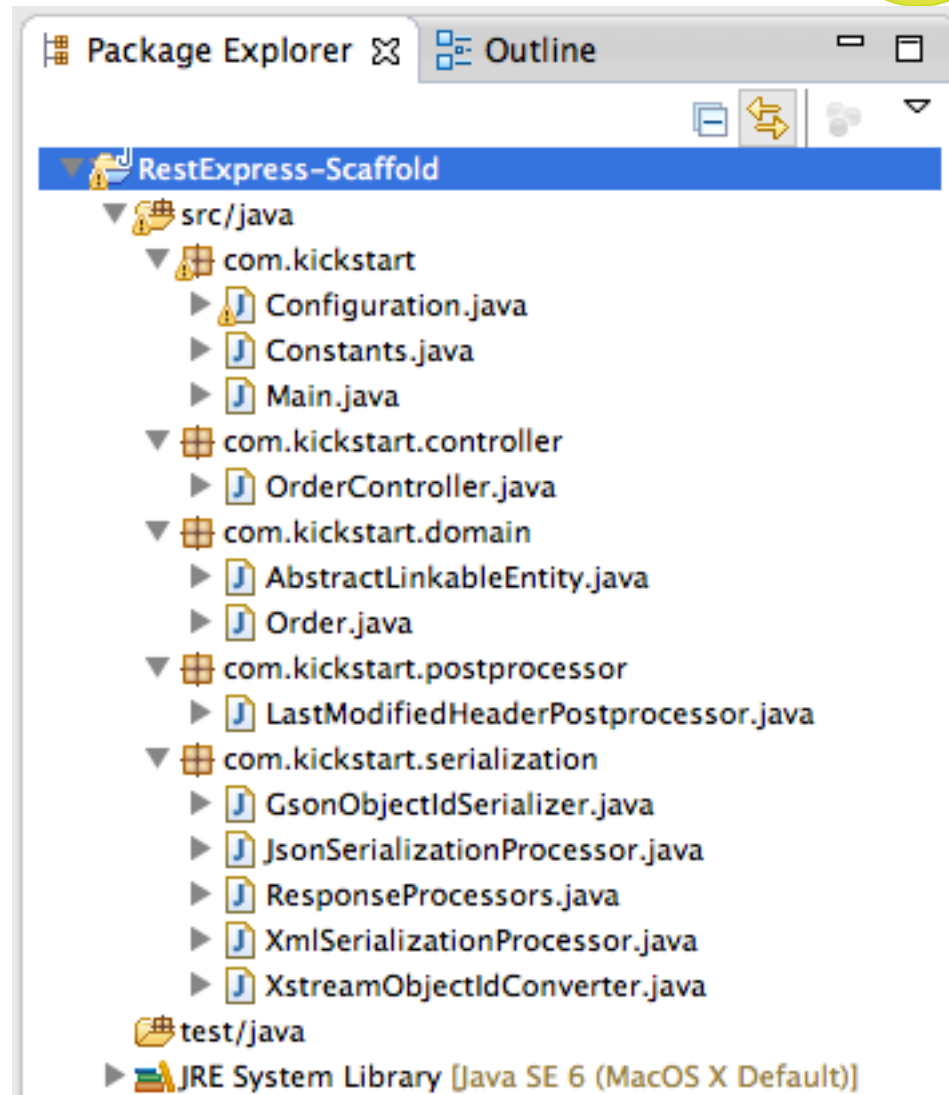 Package Explorer Outline
RestExpress-Scaffold
src/java
com.kickstart
Configuration.java
Constants.java
Main.java
com.kickstart.controller
OrderController.java
com.kickstart.domain
AbstractLinkableEntity.java
Order.java
com.kickstart.postprocessor
LastModifiedHeaderPostprocessor.java
com.kickstart.serialization
GsonObjectIdSerializer.java
JsonSerializationProcessor.java
ResponseProcessors.java
XmlSerializationProcessor.java
XstreamObjectIdConverter.java
test/java
JRE System Library [Java SE 6 (MacOS X Default)]